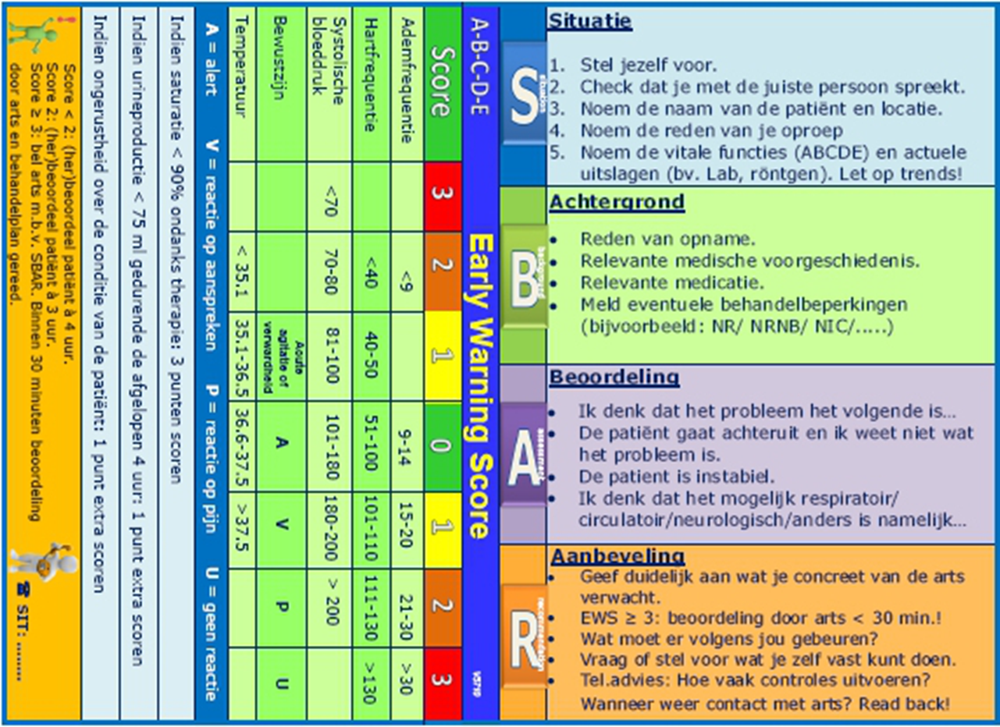 Situatie
S
situation
1. Stel jezelf voor.
2. Check dat je met de juiste persoon spreekt.
3. Noem de naam van de patiënt en locatie.
4. Noem de reden van je oproep
5. Noem de vitale functies (ABCDE) en actuele
uitslagen (bv. Lab, röntgen). Let op trends!
Achtergrond
B
background
• Reden van opname.
• Relevante medische voorgeschiedenis.
• Relevante medicatie.
• Meld eventuele behandelbeperkingen
(bijvoorbeeld: NR/ NRNB/ NIC/.....)
Beoordeling
A
assessment
• Ik denk dat het probleem het volgende is...
• De patiënt gaat achteruit en ik weet niet wat
het probleem is.
• De patient is instabiel.
• Ik denk dat het mogelijk respiratoir/
circulatoir/neurologisch/anders is namelijk...
Aanbeveling
R
recommendation
• Geef duidelijk aan wat je concreet van de arts
verwacht.
• EWS ≥ 3: beoordeling door arts < 30 min.!
• Wat moet er volgens jou gebeuren?
• Vraag of stel voor wat je zelf vast kunt doen.
• Tel.advies: Hoe vaak controles uitvoeren?
Wanneer weer contact met arts? Read back!
A-B-C-D-E Early Warning Score
Score 3 2 1 0 1 2 3
Ademfrequentie <9 9-14 15-20 21-30 >30
Hartfrequentie <40 40-50 51-100 101-110 111-130 >130
Systolische
bloeddruk <70 70-80 81-100 101-180 180-200 > 200
Bewustzijn
Acute
agitatie of
verwardheid
A V P U
Temperatuur < 35.1 35.1-36.5 36.6-37.5 >37.5
A = alert V = reactie op aanspreken P = reactie op pijn U = geen reactie
Indien saturatie < 90% ondanks therapie: 3 punten scoren
Indien urineproductie < 75 ml gedurende de afgelopen 4 uur: 1 punt extra scoren
Indien ongerustheid over de conditie van de patiënt: 1 punt extra scoren
Score < 2: (her)beoordeel patiënt à 4 uur.
Score 2: (her)beoordeel patiënt à 3 uur.
Score ≥ 3: bel arts m.b.v. SBAR. Binnen 30 minuten beoordeling
door arts en behandelplan gereed.
☎ SIT: ........